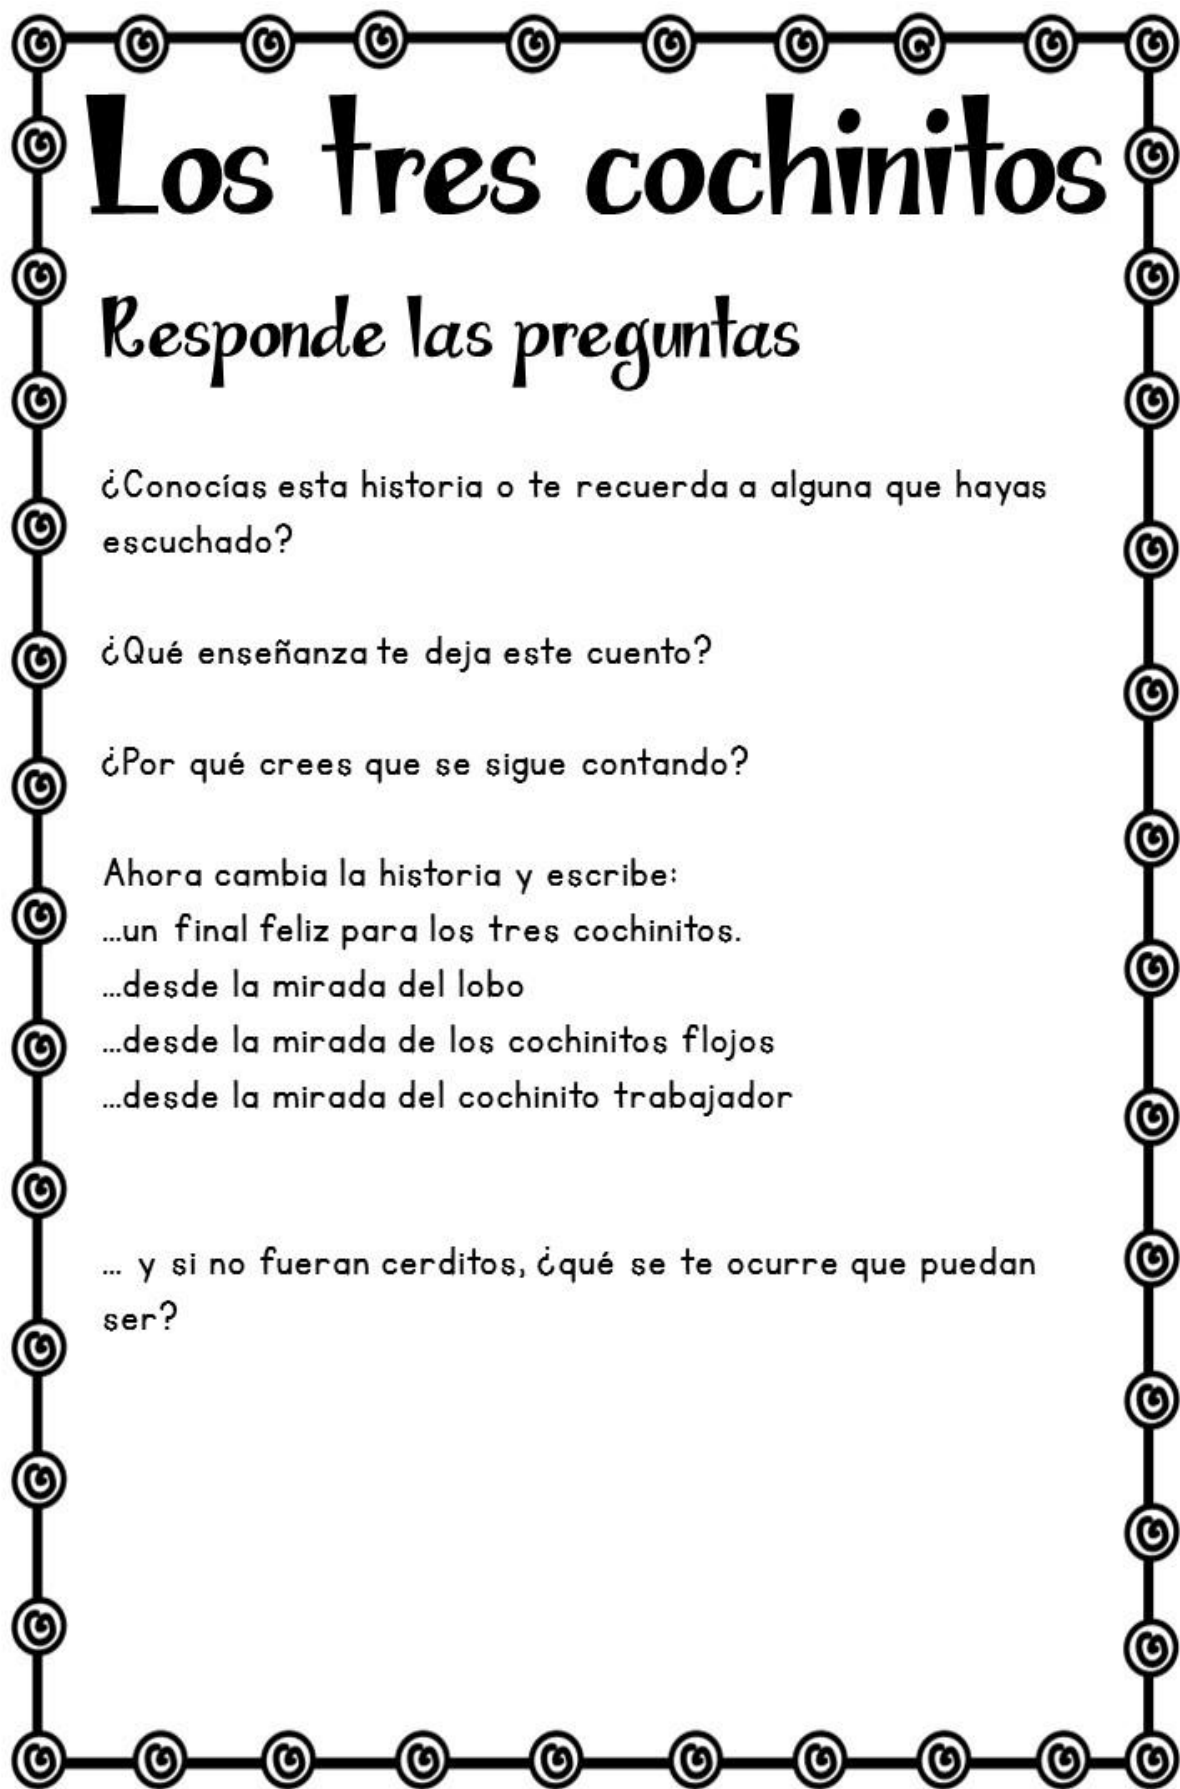 Los tres cochinitos
Responde las preguntas
¿Conocías esta historia o te recuerda a alguna que hayas
escuchado?
¿Qué enseñanza te deja este cuento?
¿Por qué crees que se sigue contando?
Ahora cambia la historia y escribe:
...un final feliz para los tres cochinitos.
...desde la mirada del lobo
...desde la mirada de los cochinitos flojos
...desde la mirada del cochinito trabajador
... y si no fueran cerditos, ¿qué se te ocurre que puedan
ser?